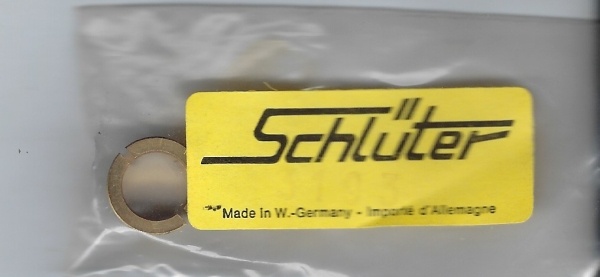 Schlüter
Made in W.-Germany - Importé d'Allemagne